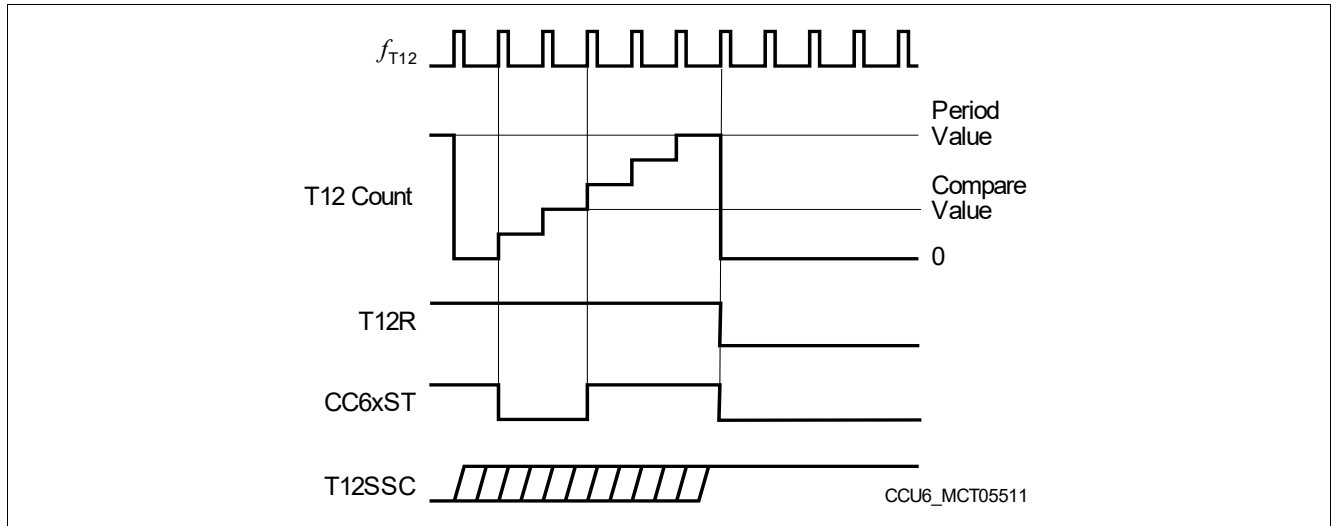 fT12
Period
Value
T12 Count
Compare
Value
0
T12R
CC6xST
T12SSC
CCU6_MCT05511